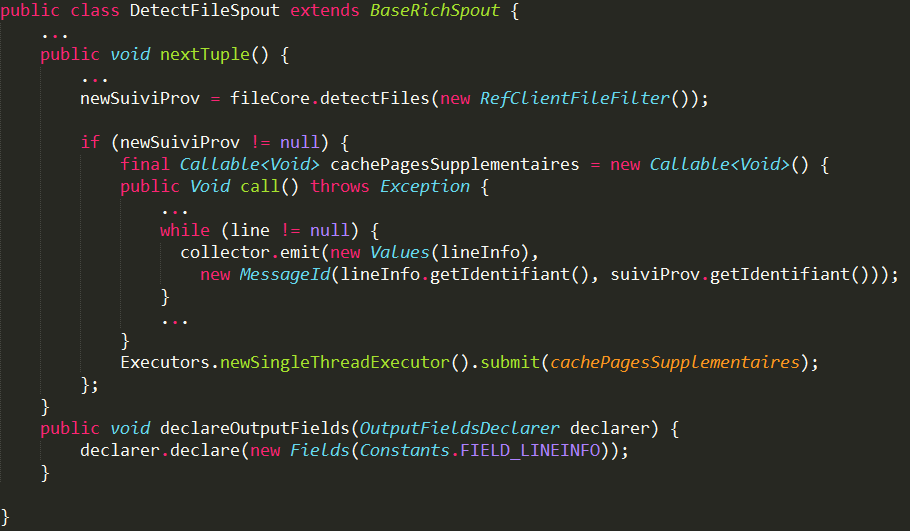 public class DetectFileSpout extends BaseRichSpout {
    ...
    public void nextTuple() {
        ...
        newSuiviProv = fileCore.detectFiles(new RefClientFileFilter());

        if (newSuiviProv != null) {
            final Callable<Void> cachePagesSupplementaires = new Callable<Void>() {
            public Void call() throws Exception {
                ...
                while (line != null) {
                  collector.emit(new Values(lineInfo),
                    new MessageId(lineInfo.getIdentifiant(), suiviProv.getIdentifiant()));
                }
                ...
            }
            Executors.newSingleThreadExecutor().submit(cachePagesSupplementaires);
        };
    }
    public void declareOutputFields(OutputFieldsDeclarer declarer) {
        declarer.declare(new Fields(Constants.FIELD_LINEINFO));
    }

}